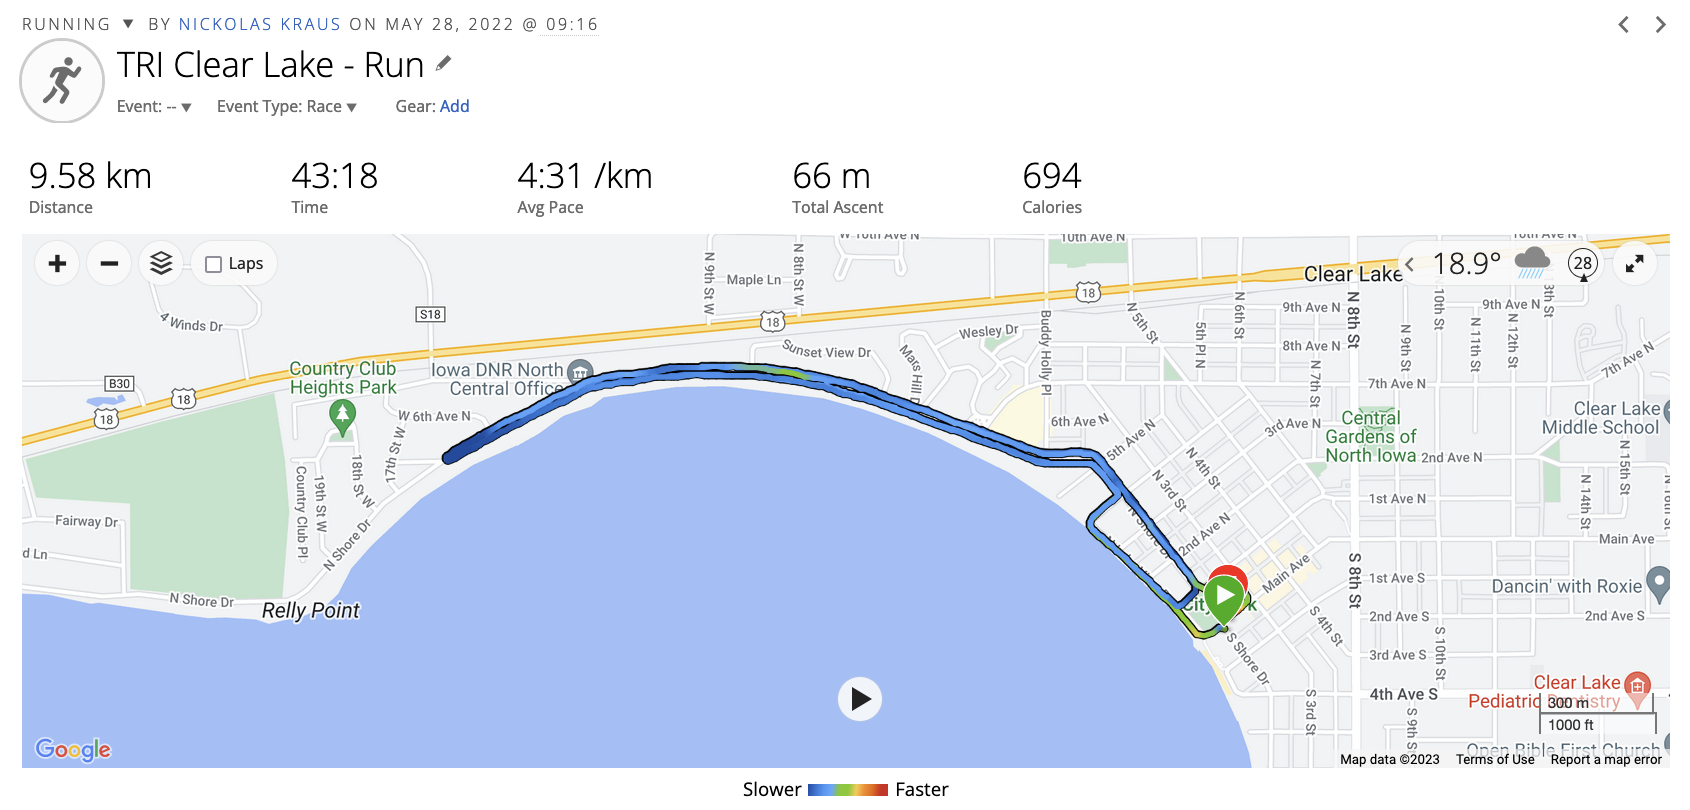 RUNNING ▼ BY NICKOLAS KRAUS ON MAY 28, 2022 @ 09:16
TRI Clear Lake - Run
Event: -- ▼ Event Type: Race ▼ Gear: Add
9.58 km
Distance
43:18
Time
4:31 /km
Avg Pace
66 m
Total Ascent
694
Calories
Laps
18.9°
28
10th Ave N
10th Ave N
Clear Lake
18
9th Ave N
9th Ave N
10th St
N 9th St W
N 8th St W
Maple Ln
4 Winds Dr
S18
18
Wesley Dr
Buddy Holly Pl
N 5th St
5th Pl N
N 6th St
N 8th St
N 9th St
N 11th St
N 12th St
8th Ave N
7th Ave N
7th Ave N
N 7th St
Sunset View Dr
Mas Hill
Country Club
Heights Park
Iowa DNR North
Central Office
B30
18
18
W 6th Ave N
6th Ave N
5th Ave N
3rd Ave N
Central
Gardens of
North Iowa
Clear Lake
Middle School
2nd Ave N
N 4th St
N 3rd St
N 15th St
N 14th St
17th St W
18th St W
19th St W
Country Club Pl
1st Ave N
2nd Ave N
Fairway Dr
d Ln
N Shore Dr
N Shore Dr
N Shore D
Main Ave
Main Ave
S 8th St
1st Ave S
Dancin' with Roxie
2nd Ave S
2nd Ave S
Relly Point
City
k
S 4th St
S 10th St
S Shore Dr
3rd Ave S
4th Ave S
S 3rd St
S 9th St
Clear Lake
Pediatric Dentistry
300 m
1000 ft
Open Bible First Church
Google
Map data ©2023 Terms of Use Report a map error
Slower Faster